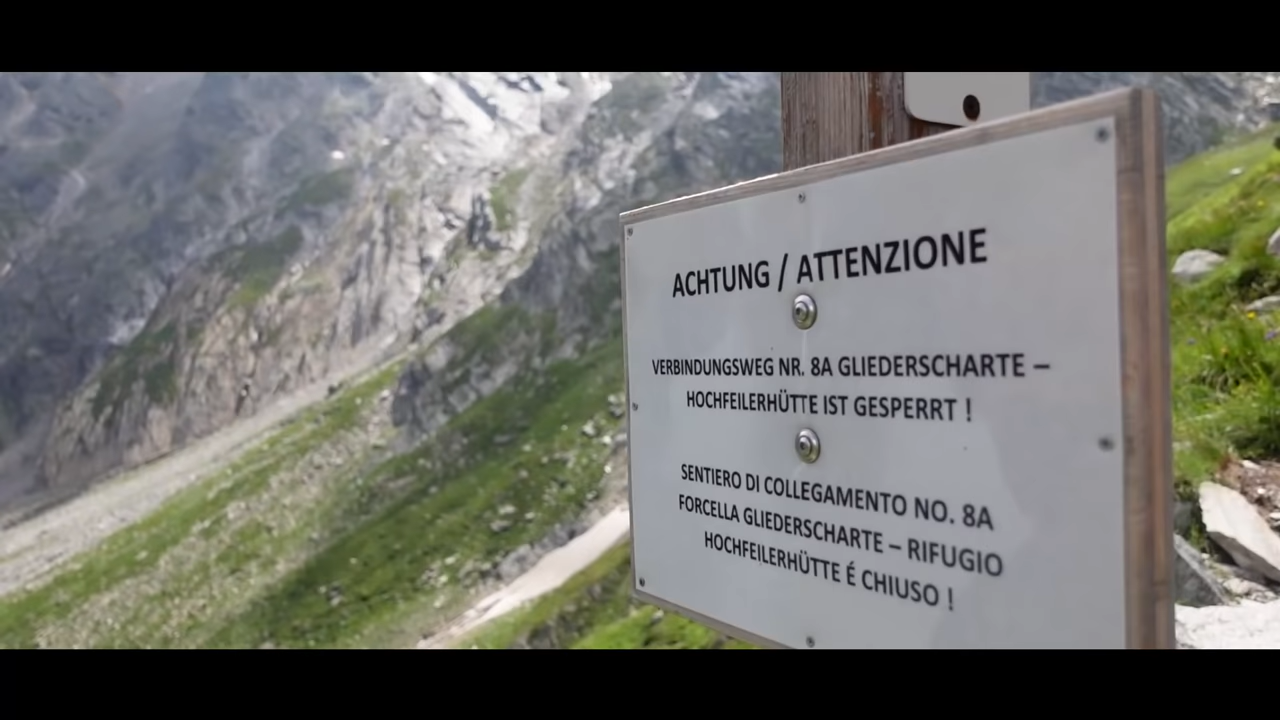 ACHTUNG / ATTENZIONE
VERBINDUNGSWEG NR. 8A GLIEDERSCHARTE –
HOCHFEILERHÜTTE IST GESPERRT !
SENTIERO DI COLLEGAMENTO NO. 8A
FORCELLA GLIEDERSCHARTE – RIFUGIO
HOCHFEILERHÜTTE É CHIUSO !